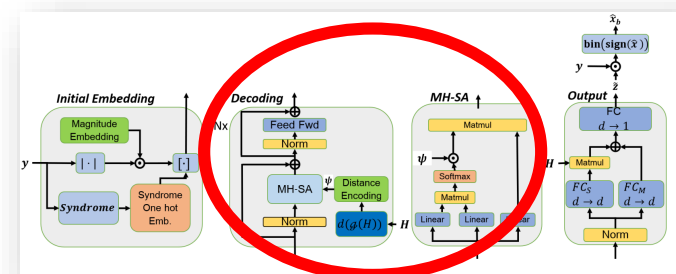 x̂_b
bin(sign(x̂))
y
ẑ
Initial Embedding
Decoding
MH-SA
Output
Magnitude
Embedding
Nx
Feed Fwd
Norm
Matmul
FC
d → 1
y
|·|
[·]
ψ
ψ
Softmax
H
Matmul
MH-SA
Distance
Encoding
Matmul
FC_S
d → d
FC_M
d → d
Syndrome
Syndrome
One hot
Emb.
Norm
d(g(H))
H
Linear
Linear
Norm